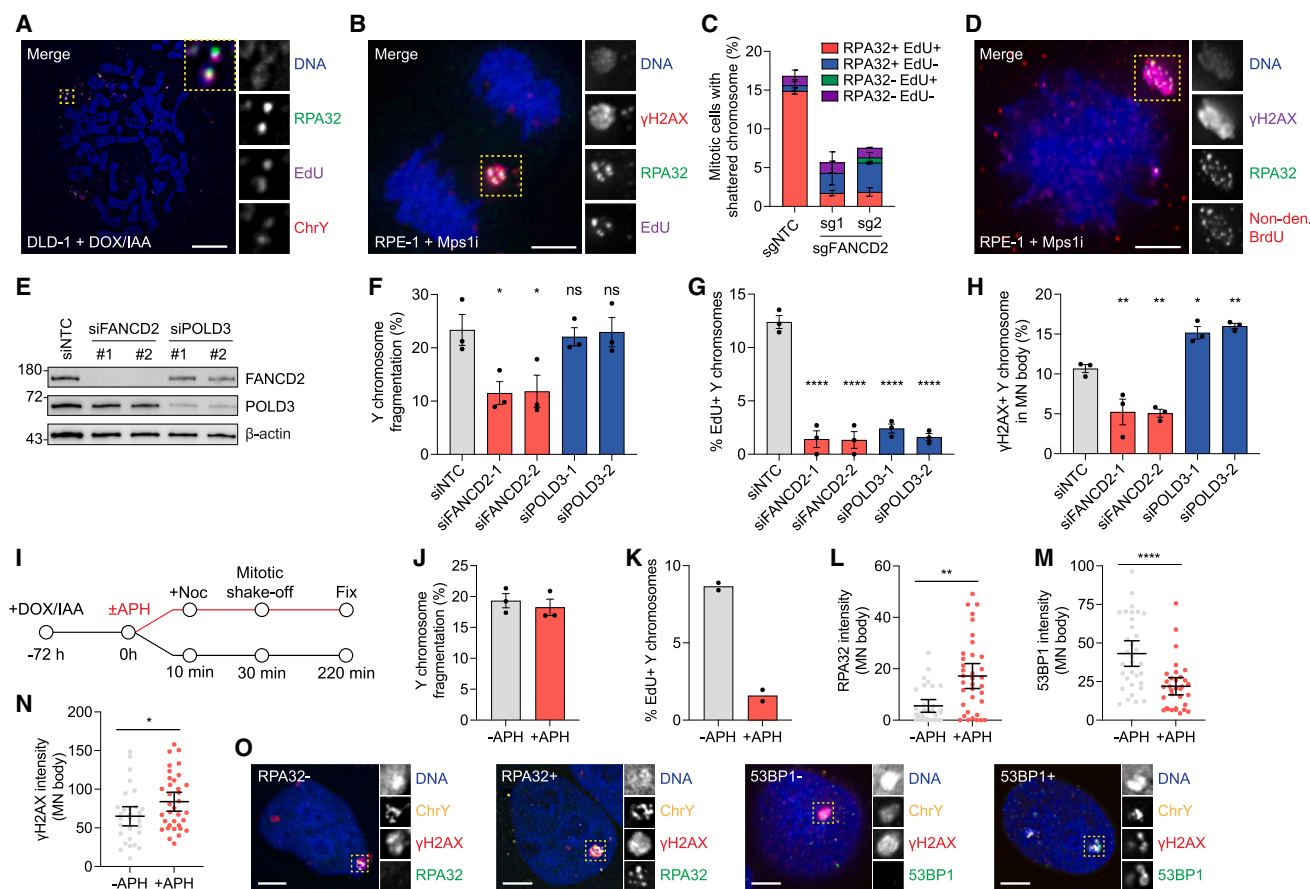 A
Merge
DLD-1 + DOX/IAA
DNA
RPA32
EdU
ChrY
B
Merge
RPE-1 + Mps1i
DNA
γH2AX
RPA32
EdU
C
Mitotic cells with
shattered chromosome (%)
20
15
10
5
0
RPA32+ EdU+
RPA32+ EdU-
RPA32- EdU+
RPA32- EdU-
sgNTC
sg1
sg2
sgFANCD2
D
Merge
RPE-1 + Mps1i
DNA
γH2AX
RPA32
Non-den.
BrdU
E
siNTC
siFANCD2
siPOLD3
#1
#2
#1
#2
180
72
43
FANCD2
POLD3
β-actin
F
Y chromosome
fragmentation (%)
30
20
10
0
*
*
ns
ns
siNTC
siFANCD2-1
siFANCD2-2
siPOLD3-1
siPOLD3-2
G
% EdU+ Y chromsomes
15
10
5
0
****
****
****
****
siNTC
siFANCD2-1
siFANCD2-2
siPOLD3-1
siPOLD3-2
H
γH2AX+ Y chromosome
in MN body (%)
20
15
10
5
0
**
**
*
**
siNTC
siFANCD2-1
siFANCD2-2
siPOLD3-1
siPOLD3-2
I
+DOX/IAA
±APH
+Noc
Mitotic
shake-off
Fix
-72 h
0h
10 min
30 min
220 min
J
Y chromosome
fragmentation (%)
25
20
15
10
5
0
-APH
+APH
K
% EdU+ Y chromosomes
10
5
0
-APH
+APH
L
RPA32 intensity
(MN body)
60
50
40
30
20
10
0
**
-APH
+APH
M
53BP1 intensity
(MN body)
100
75
50
25
0
****
-APH
+APH
N
γH2AX intensity
(MN body)
200
150
100
50
0
*
-APH
+APH
O
RPA32-
DNA
ChrY
γH2AX
RPA32
RPA32+
DNA
ChrY
γH2AX
RPA32
53BP1-
DNA
ChrY
γH2AX
53BP1
53BP1+
DNA
ChrY
γH2AX
53BP1